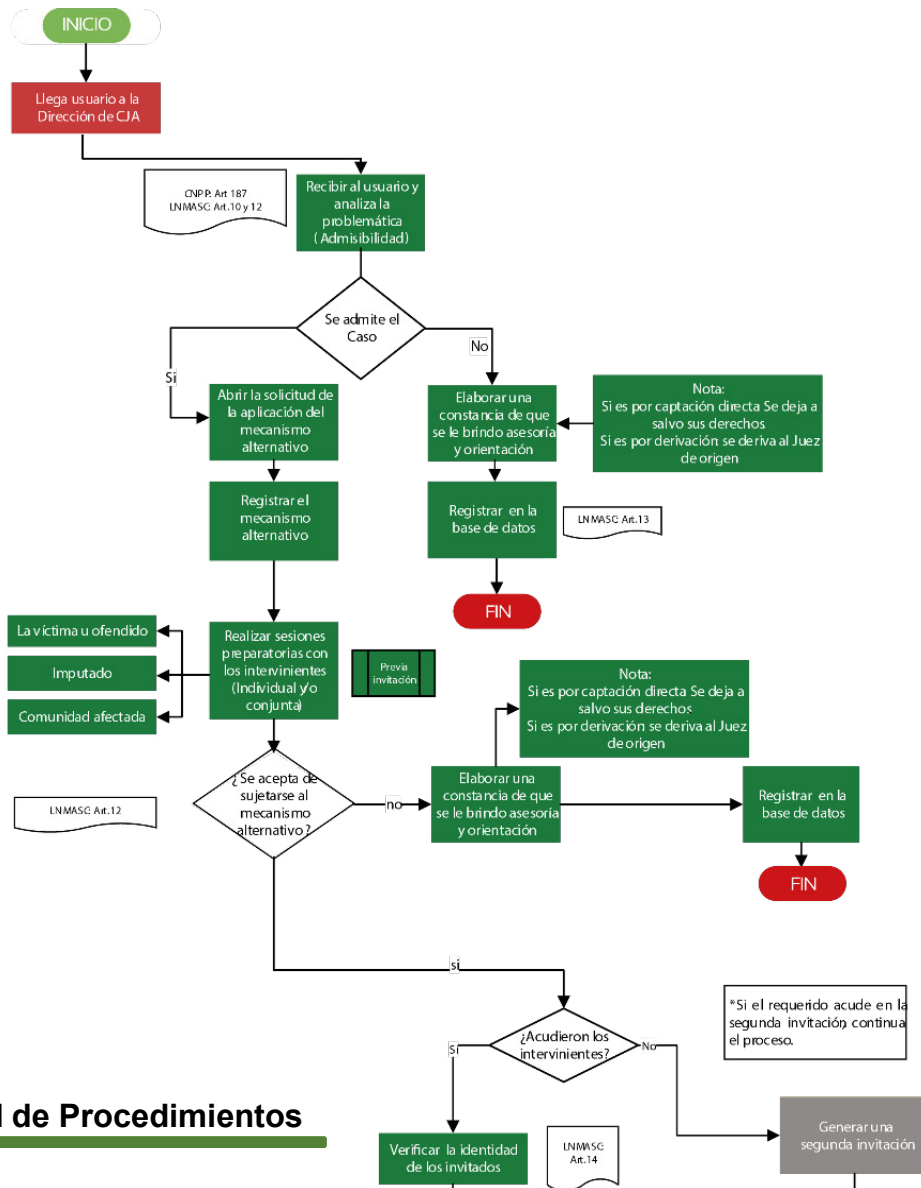 INICIO
Llega usuario a la
Dirección de CJA
CNPP. Art 187
LNMASC Art.10 y 12
Recibir al usuario y
analiza la
problemática
(Admisibilidad)
Se admite el
Caso
Si
No
Abrir la solicitud de
la aplicación del
mecanismo
alternativo
Elaborar una
constancia de que
se le brindo asesoría
y orientación
Nota:
Si es por captación directa Se deja a
salvo sus derechos.
Si es por derivación: se deriva al Juez
de origen
Registrar el
mecanismo
alternativo
Registrar en la
base de datos
LNMASC Art.13
FIN
La víctima u ofendido
Imputado
Comunidad afectada
Realizar sesiones
preparatorias con
los intervinientes
(Individual y/o
conjunta)
Previa
invitación
Nota:
Si es por captación directa Se deja a
salvo sus derechos.
Si es por derivación: se deriva al Juez
de origen
LNMASC Art.12
¿Se acepta de
sujetarse al
mecanismo
alternativo?
no
Elaborar una
constancia de que
se le brindo asesoría
y orientación
Registrar en la
base de datos
FIN
si
*Si el requerido acude en la
segunda invitación, continua
el proceso.
¿Acudieron los
intervinientes?
Si
No
l de Procedimientos
Verificar la identidad
de los invitados
LNMASC
Art.14
Generar una
segunda invitación